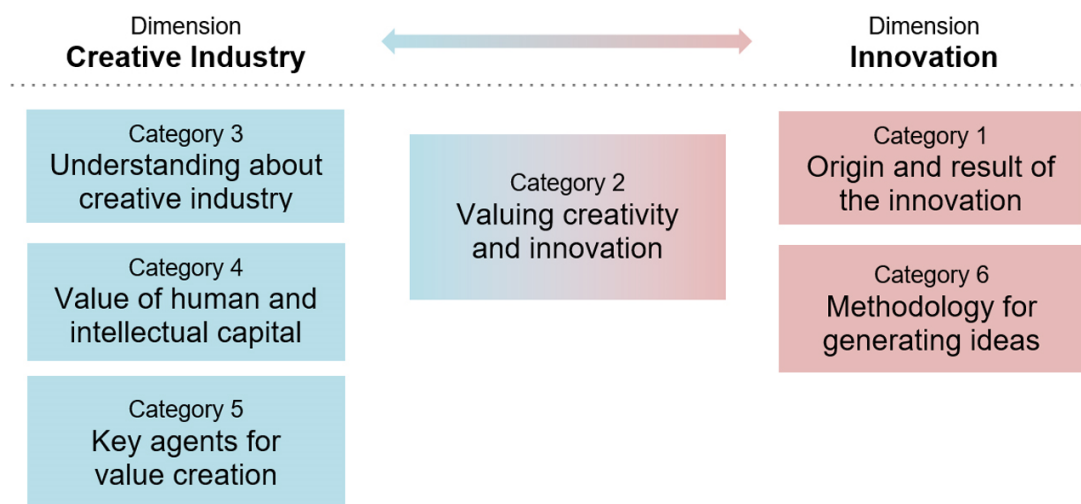 Dimension
Creative Industry
Dimension
Innovation
Category 3
Understanding about
creative industry
Category 4
Value of human and
intellectual capital
Category 5
Key agents for
value creation
Category 2
Valuing creativity
and innovation
Category 1
Origin and result of
the innovation
Category 6
Methodology for
generating ideas